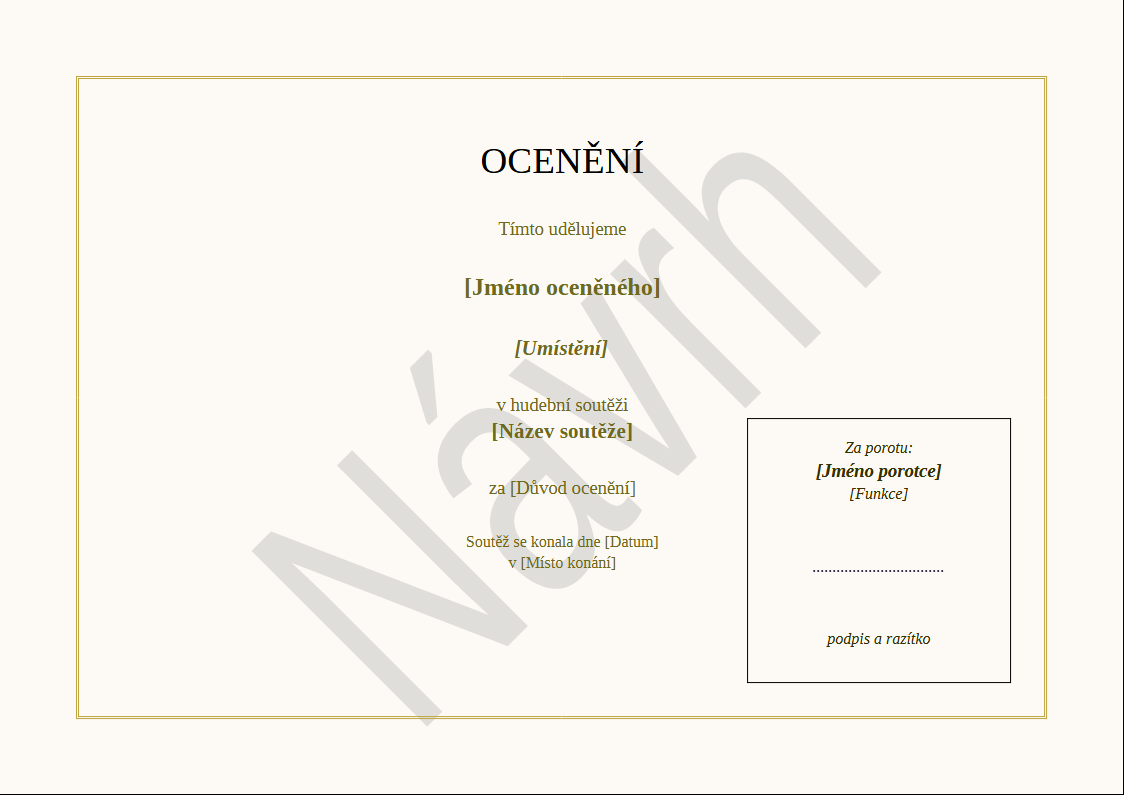 OCENĚNÍ
Tímto udělujeme
[Jméno oceněného]
[Umístění]
v hudební soutěži
[Název soutěže]
za [Důvod ocenění]
Soutěž se konala dne [Datum]
v [Místo konání]
Návrh
Za porotu:
[Jméno porotce]
[Funkce]
.................................
podpis a razítko